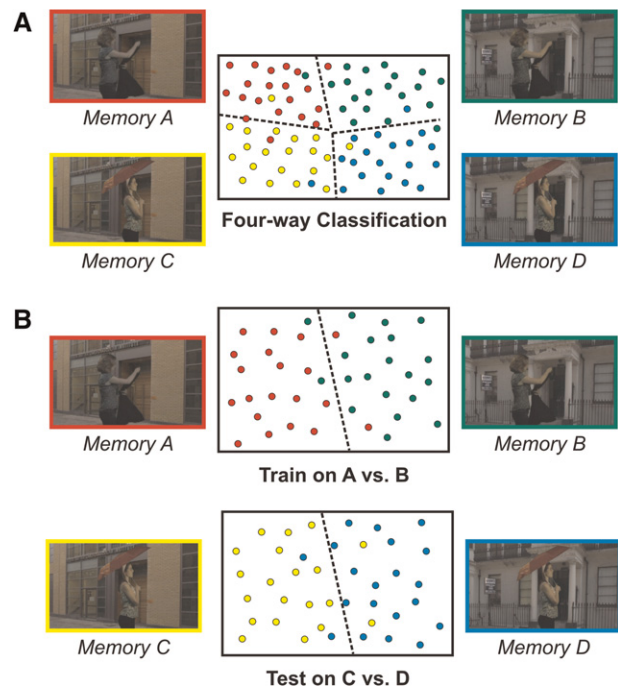 A
Memory A
Memory B
Memory C
Four-way Classification
Memory D
B
Memory A
Train on A vs. B
Memory B
Memory C
Test on C vs. D
Memory D